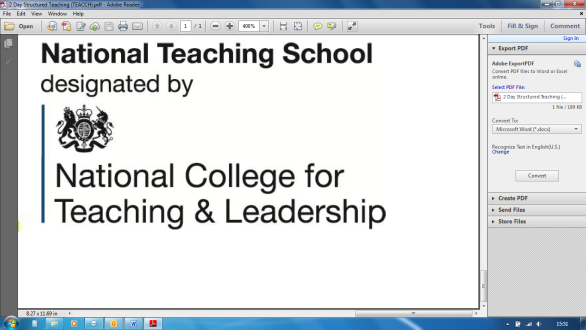 2 Day Structured Teaching (TEACCH).pdf - Adobe Reader
File Edit View Window Help
Open
1 / 1
400%
Tools Fill & Sign Comment
Sign In
National Teaching School
designated by
National College for
Teaching & Leadership
8.27 x 11.69 in
Export PDF
Adobe ExportPDF
Convert PDF files to Word or Excel
online.
Select PDF File:
2 Day Structured Teaching (...
1 file / 189 KB
Convert To:
Microsoft Word (*.docx)
Recognize Text in English(U.S.)
Change
Convert
Create PDF
Send Files
Store Files
15:51